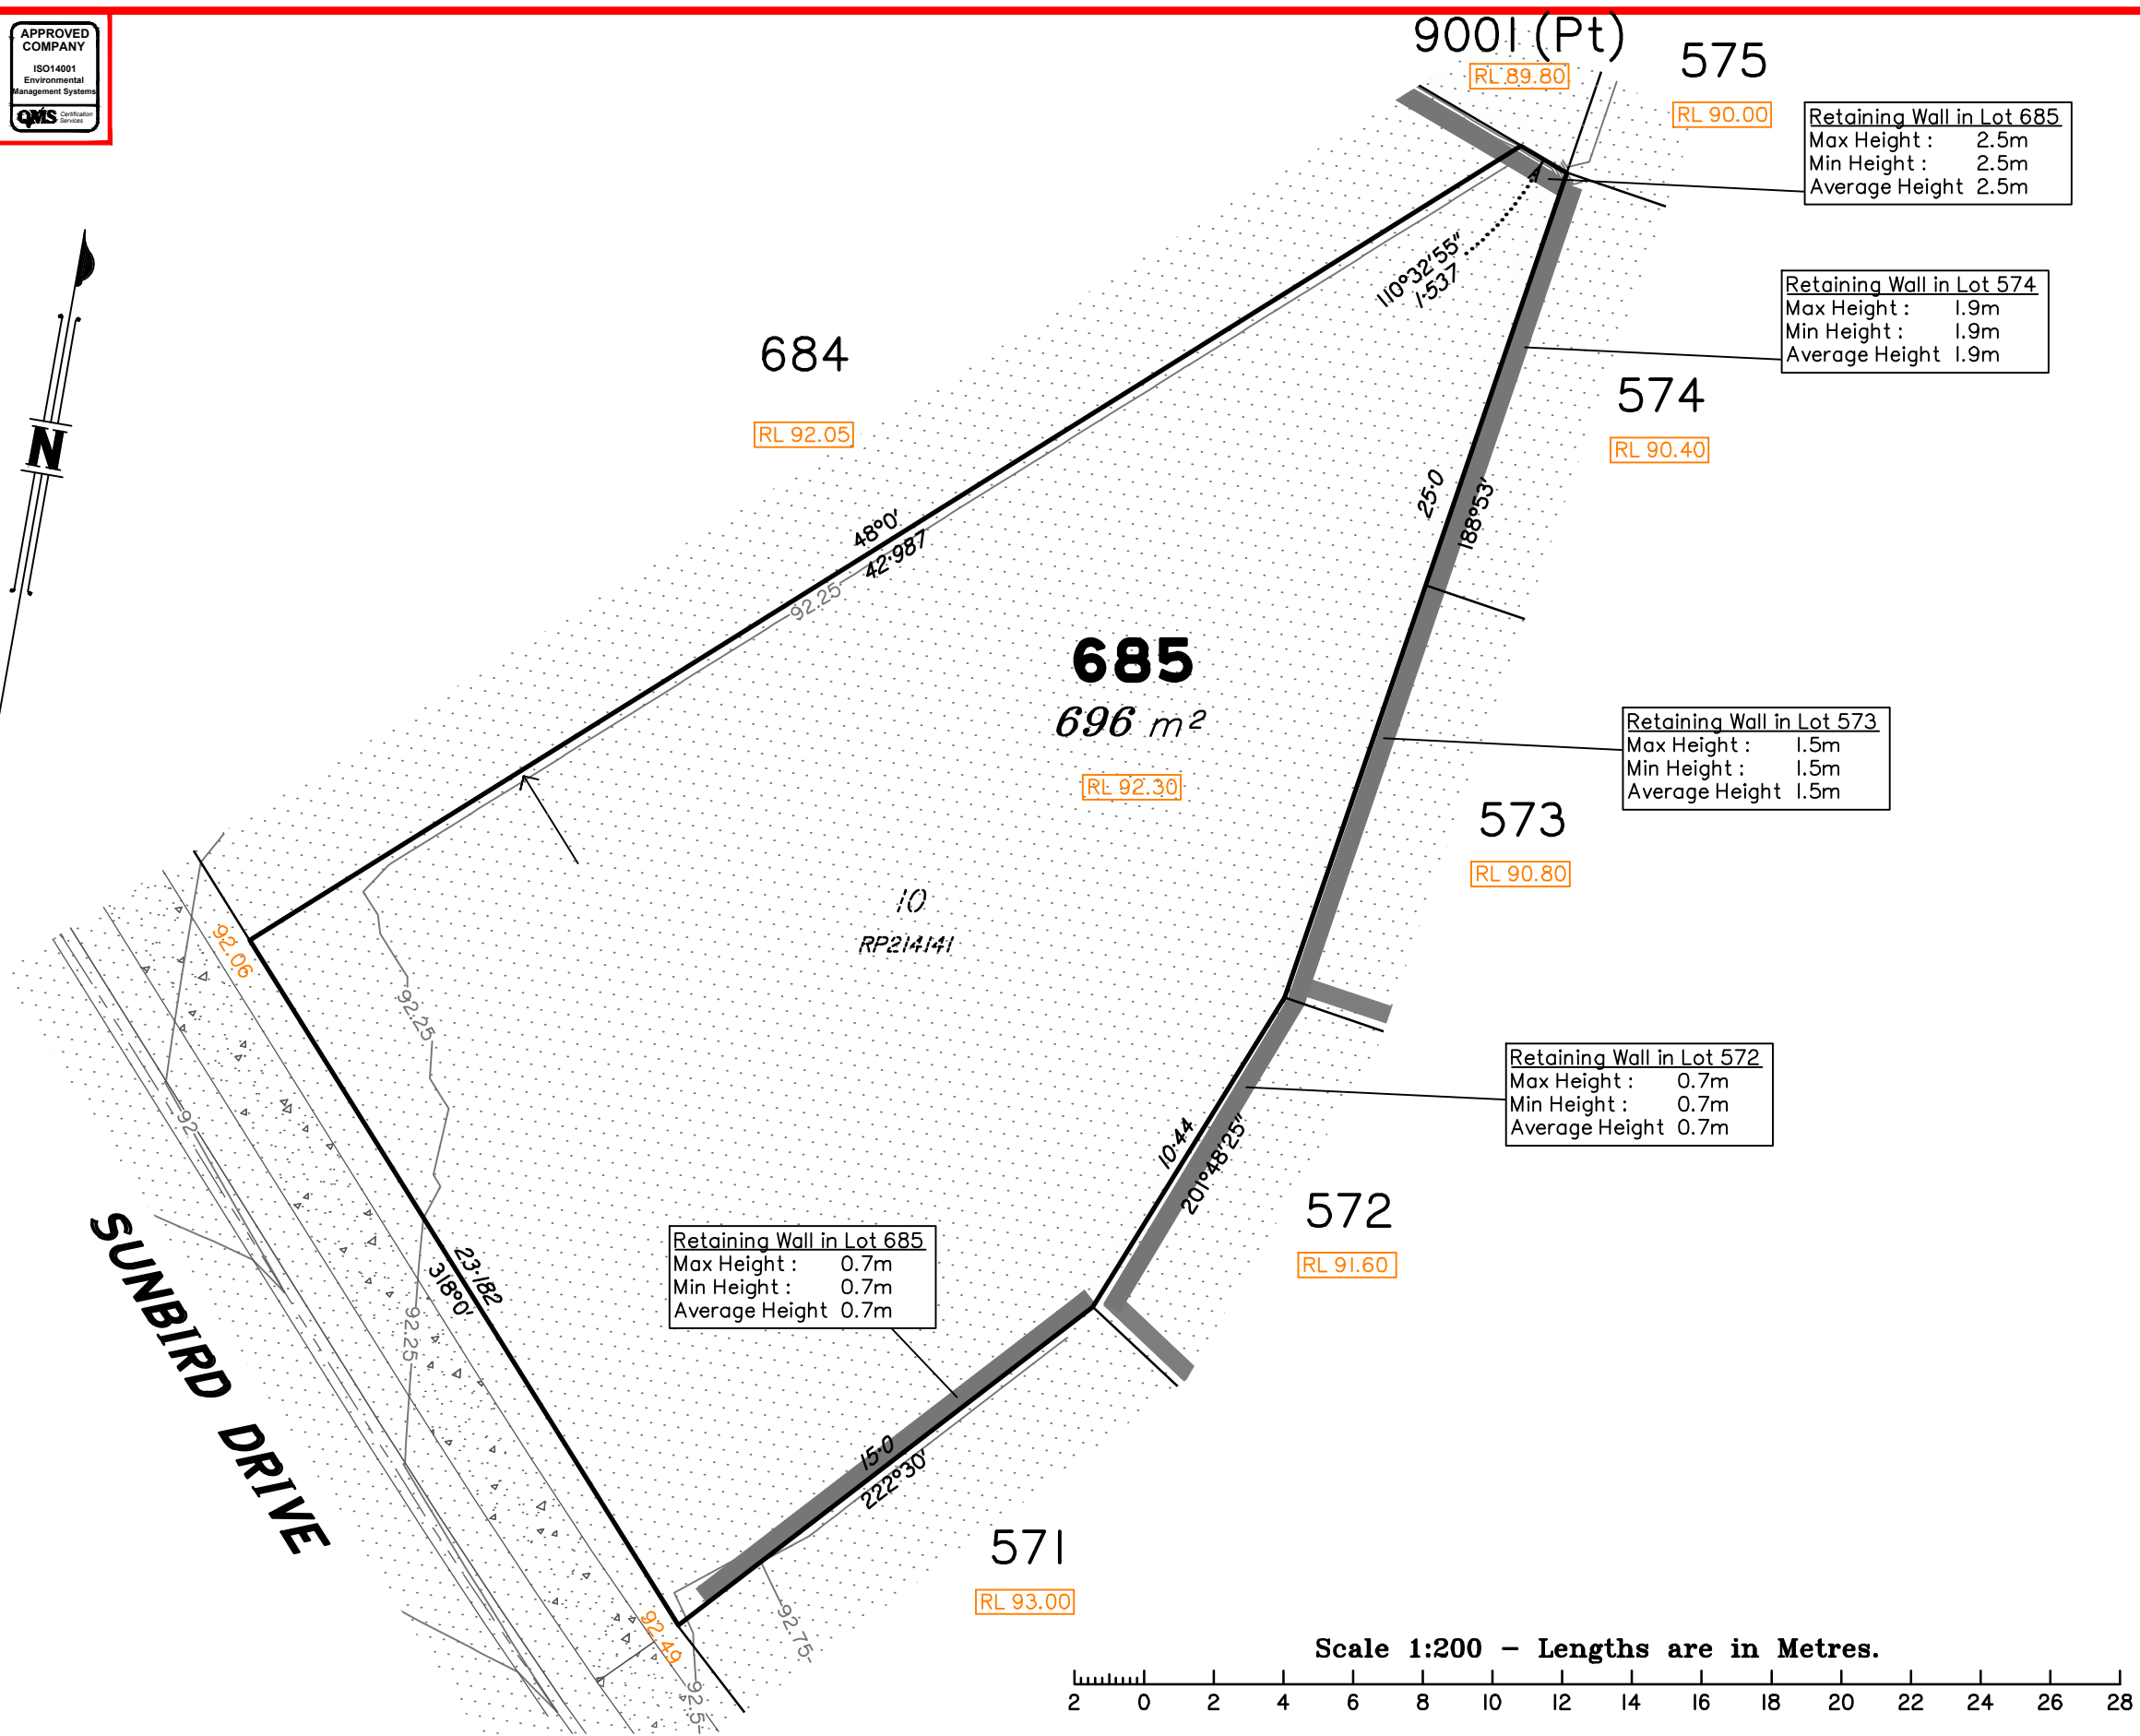 APPROVED
COMPANY
ISO14001
Environmental
Management Systems
QMS Certification
Services
9001 (Pt)
RL 89.80
575
RL 90.00
Retaining Wall in Lot 685
Max Height : 2.5m
Min Height : 2.5m
Average Height 2.5m
A
110°32'55"
1·537
N
684
RL 92.05
Retaining Wall in Lot 574
Max Height : 1.9m
Min Height : 1.9m
Average Height 1.9m
574
RL 90.40
25·0
188°53'
48°0'
42·987
92.25
685
696 m²
RL 92.30
Retaining Wall in Lot 573
Max Height : 1.5m
Min Height : 1.5m
Average Height 1.5m
573
RL 90.80
10
RP214141
92.06
92.25
92
Retaining Wall in Lot 572
Max Height : 0.7m
Min Height : 0.7m
Average Height 0.7m
10·44
201°48'25"
572
RL 91.60
SUNBIRD DRIVE
23·182
318°0'
92.25
Retaining Wall in Lot 685
Max Height : 0.7m
Min Height : 0.7m
Average Height 0.7m
15·0
222°30'
571
RL 93.00
92.75
92.49
92.5
Scale 1:200 – Lengths are in Metres.
2 0 2 4 6 8 10 12 14 16 18 20 22 24 26 28